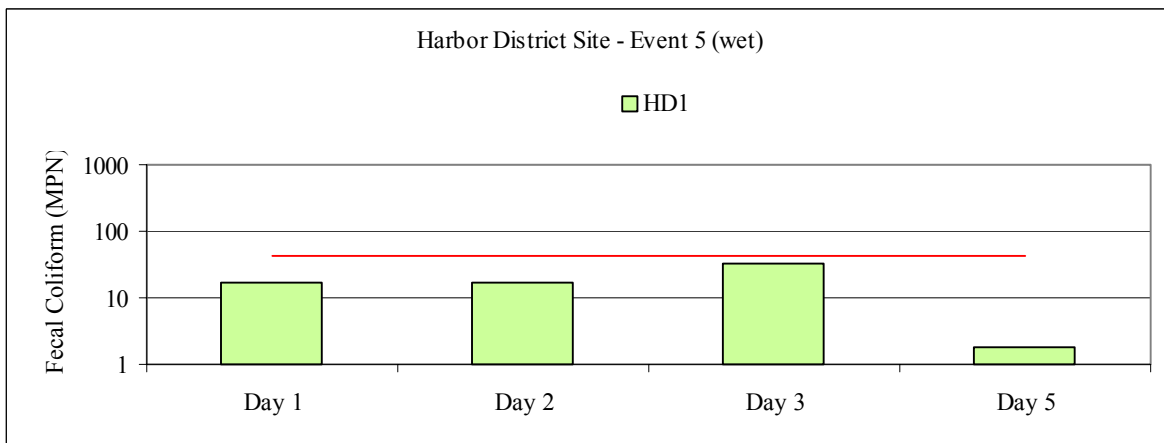 Harbor District Site - Event 5 (wet)
HD1
Fecal Coliform (MPN)
1000
100
10
1
Day 1 Day 2 Day 3 Day 5